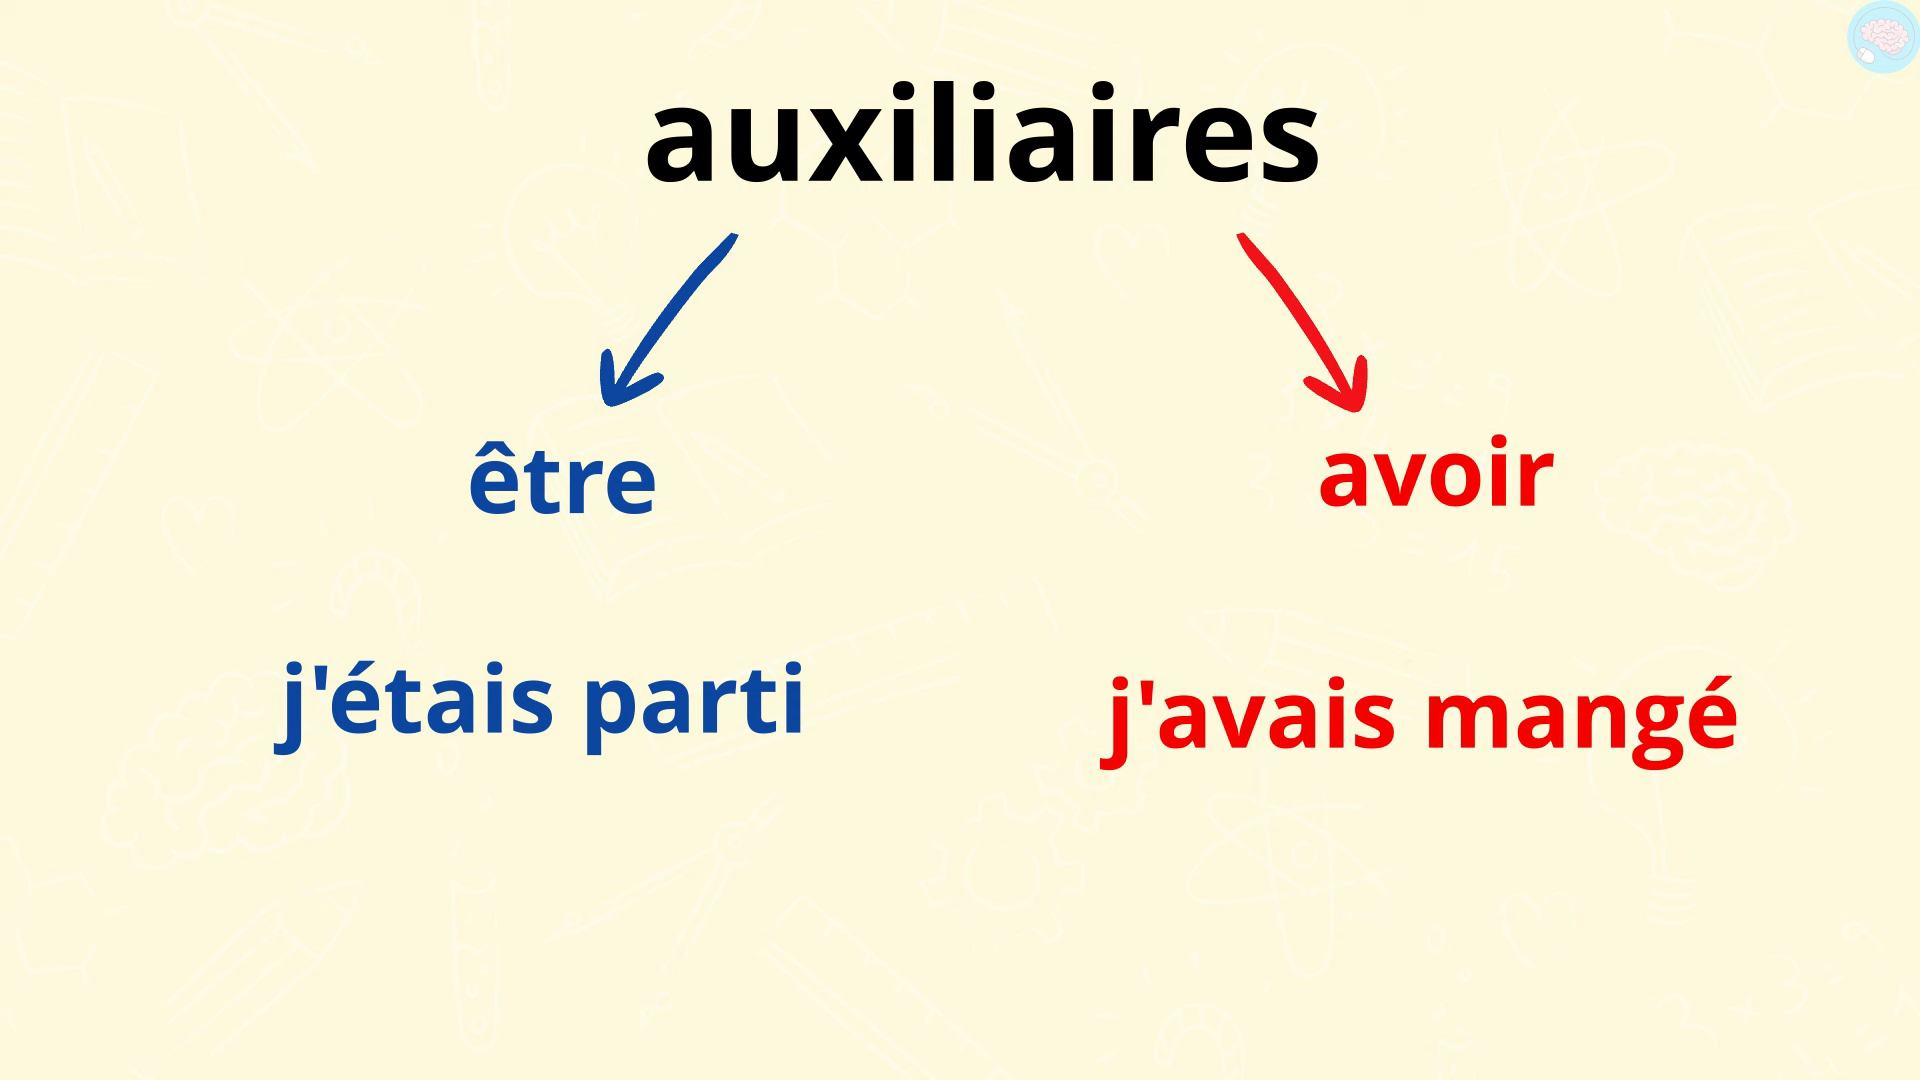 auxiliaires
être
avoir
j'étais parti
j'avais mangé